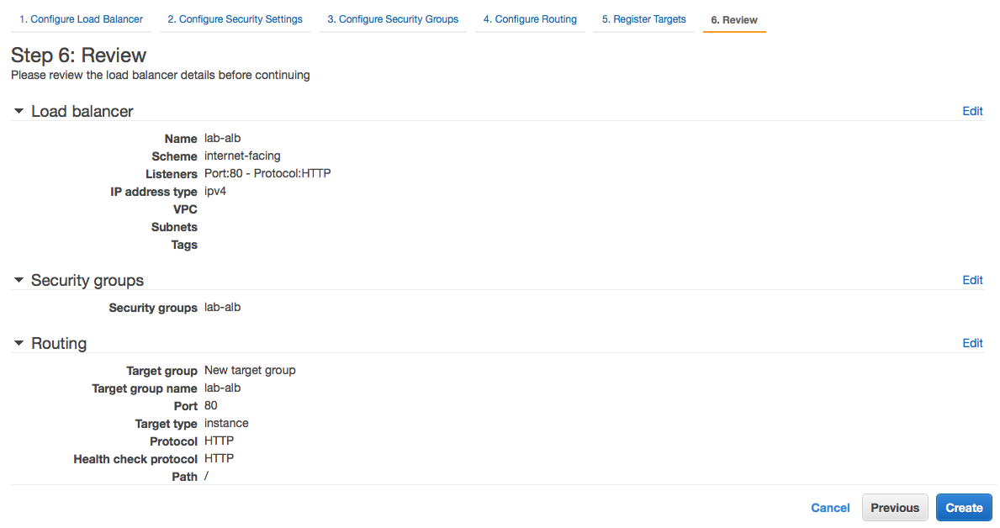 1. Configure Load Balancer 2. Configure Security Settings 3. Configure Security Groups 4. Configure Routing 5. Register Targets 6. Review
Step 6: Review
Please review the load balancer details before continuing
Load balancer Edit
Name lab-alb
Scheme internet-facing
Listeners Port:80 - Protocol:HTTP
IP address type ipv4
VPC
Subnets
Tags
Security groups Edit
Security groups lab-alb
Routing Edit
Target group New target group
Target group name lab-alb
Port 80
Target type instance
Protocol HTTP
Health check protocol HTTP
Path /
Cancel Previous Create